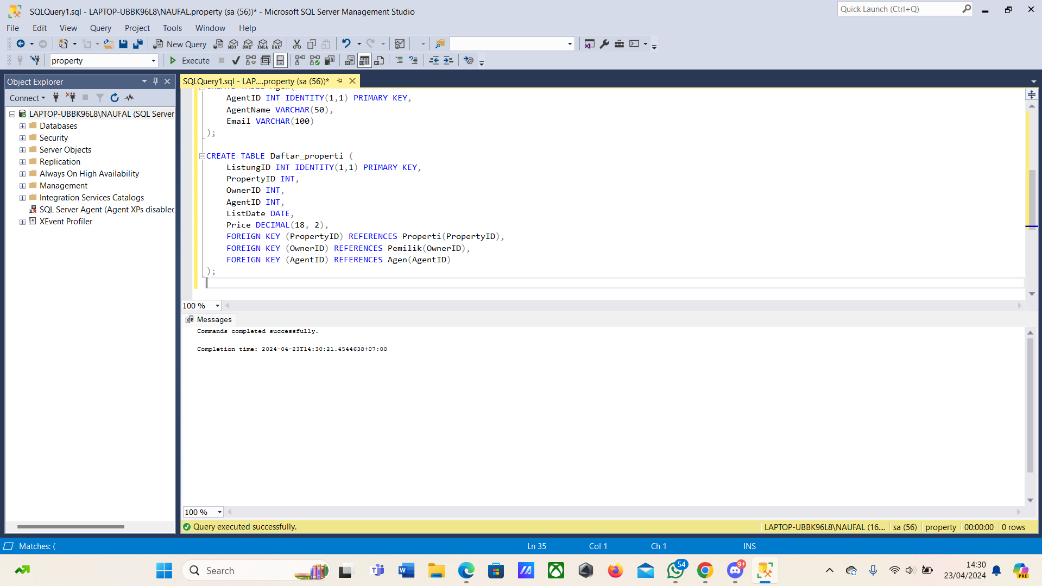 SQLQuery1.sql - LAPTOP-UBBK96L8\NAUFAL.property (sa (56))* - Microsoft SQL Server Management Studio
Quick Launch (Ctrl+Q)
File Edit View Query Project Tools Window Help
New Query
property
Execute
Object Explorer
SQLQuery1.sql - LAP....property (sa (56))*
Connect
LAPTOP-UBBK96L8\NAUFAL (SQL Server
Databases
Security
Server Objects
Replication
Always On High Availability
Management
Integration Services Catalogs
SQL Server Agent (Agent XPs disabled
XEvent Profiler
AgentID INT IDENTITY(1,1) PRIMARY KEY,
AgentName VARCHAR(50),
Email VARCHAR(100)
);
CREATE TABLE Daftar_properti (
ListungID INT IDENTITY(1,1) PRIMARY KEY,
PropertyID INT,
OwnerID INT,
AgentID INT,
ListDate DATE,
Price DECIMAL(18, 2),
FOREIGN KEY (PropertyID) REFERENCES Properti(PropertyID),
FOREIGN KEY (OwnerID) REFERENCES Pemilik(OwnerID),
FOREIGN KEY (AgentID) REFERENCES Agen(AgentID)
);
100 %
Messages
Commands completed successfully.
Completion time: 2024-04-23T14:30:21.4544638+07:00
100 %
Query executed successfully.
LAPTOP-UBBK96L8\NAUFAL (16... sa (56) property 00:00:00 0 rows
Matches: (
Ln 35 Col 1 Ch 1 INS
Search
54
14:30
23/04/2024